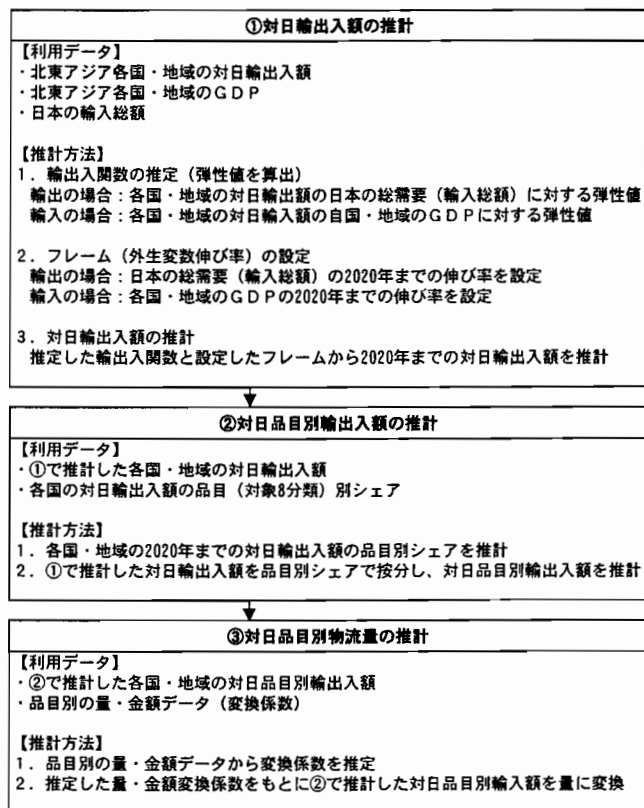 ①対日輸出入額の推計
【利用データ】
・北東アジア各国・地域の対日輸出入額
・北東アジア各国・地域のＧＤＰ
・日本の輸入総額
【推計方法】
１．輸出入関数の推定（弾性値を算出）
輸出の場合：各国・地域の対日輸出額の日本の総需要（輸入総額）に対する弾性値
輸入の場合：各国・地域の対日輸入額の自国・地域のＧＤＰに対する弾性値
２．フレーム（外生変数伸び率）の設定
輸出の場合：日本の総需要（輸入総額）の2020年までの伸び率を設定
輸入の場合：各国・地域のＧＤＰの2020年までの伸び率を設定
３．対日輸出入額の推計
推定した輸出入関数と設定したフレームから2020年までの対日輸出入額を推計
②対日品目別輸出入額の推計
【利用データ】
・①で推計した各国・地域の対日輸出入額
・各国の対日輸出入額の品目（対象8分類）別シェア
【推計方法】
１．各国・地域の2020年までの対日輸出入額の品目別シェアを推計
２．①で推計した対日輸出入額を品目別シェアで按分し、対日品目別輸出入額を推計
③対日品目別物流量の推計
【利用データ】
・②で推計した各国・地域の対日品目別輸出入額
・品目別の量・金額データ（変換係数）
【推計方法】
１．品目別の量・金額データから変換係数を推定
２．推定した量・金額変換係数をもとに②で推計した対日品目別輸入額を量に変換